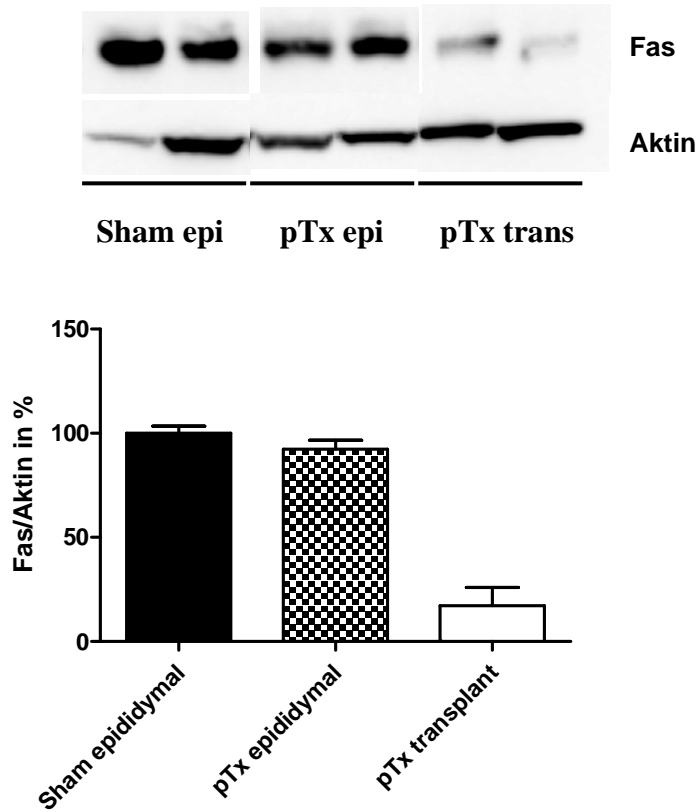 Fas
Aktin
Sham epi pTx epi pTx trans
150
100
50
0
Fas/Aktin in %
Sham epididymal
pTx epididymal
pTx transplant